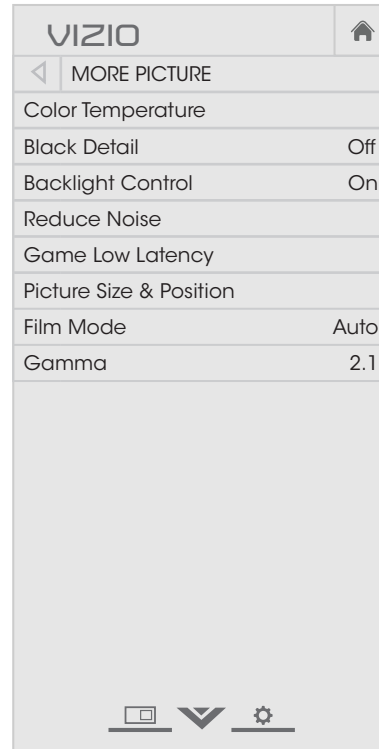 VIZIO
MORE PICTURE
Color Temperature
Black Detail Off
Backlight Control On
Reduce Noise
Game Low Latency
Picture Size & Position
Film Mode Auto
Gamma 2.1